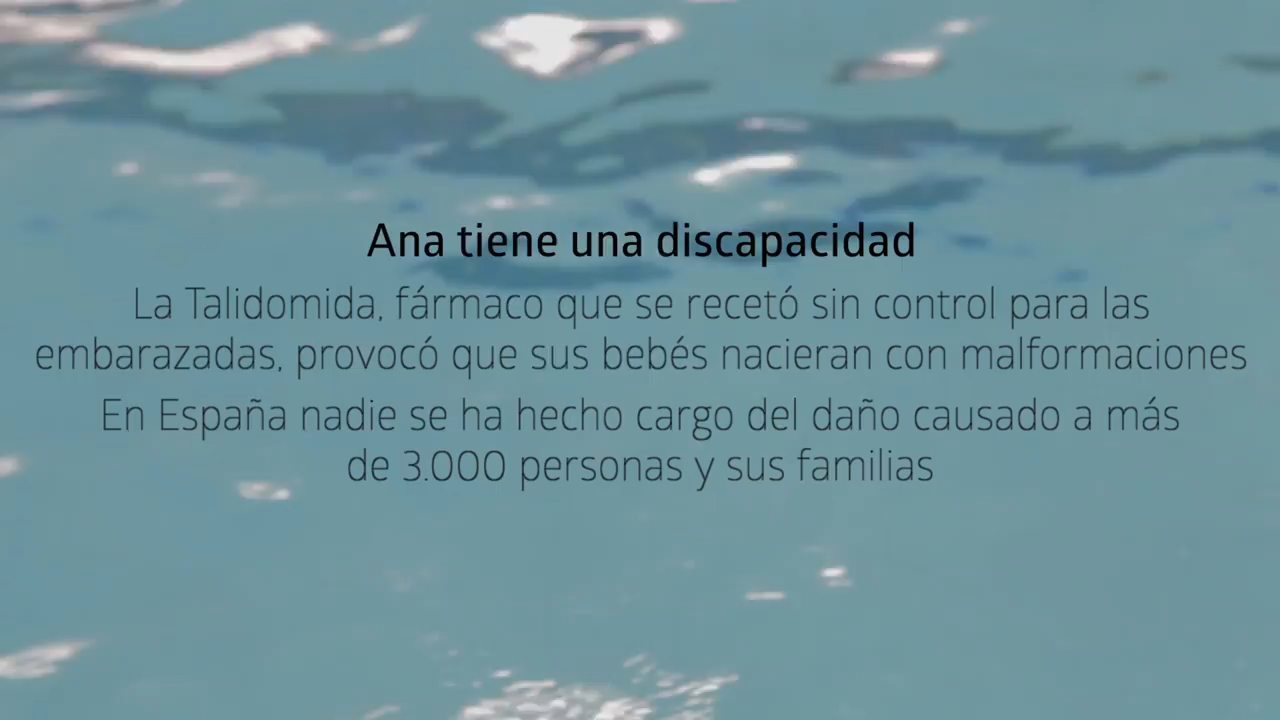 Ana tiene una discapacidad
La Talidomida, fármaco que se recetó sin control para las
embarazadas, provocó que sus bebés nacieran con malformaciones
En España nadie se ha hecho cargo del daño causado a más
de 3.000 personas y sus familias